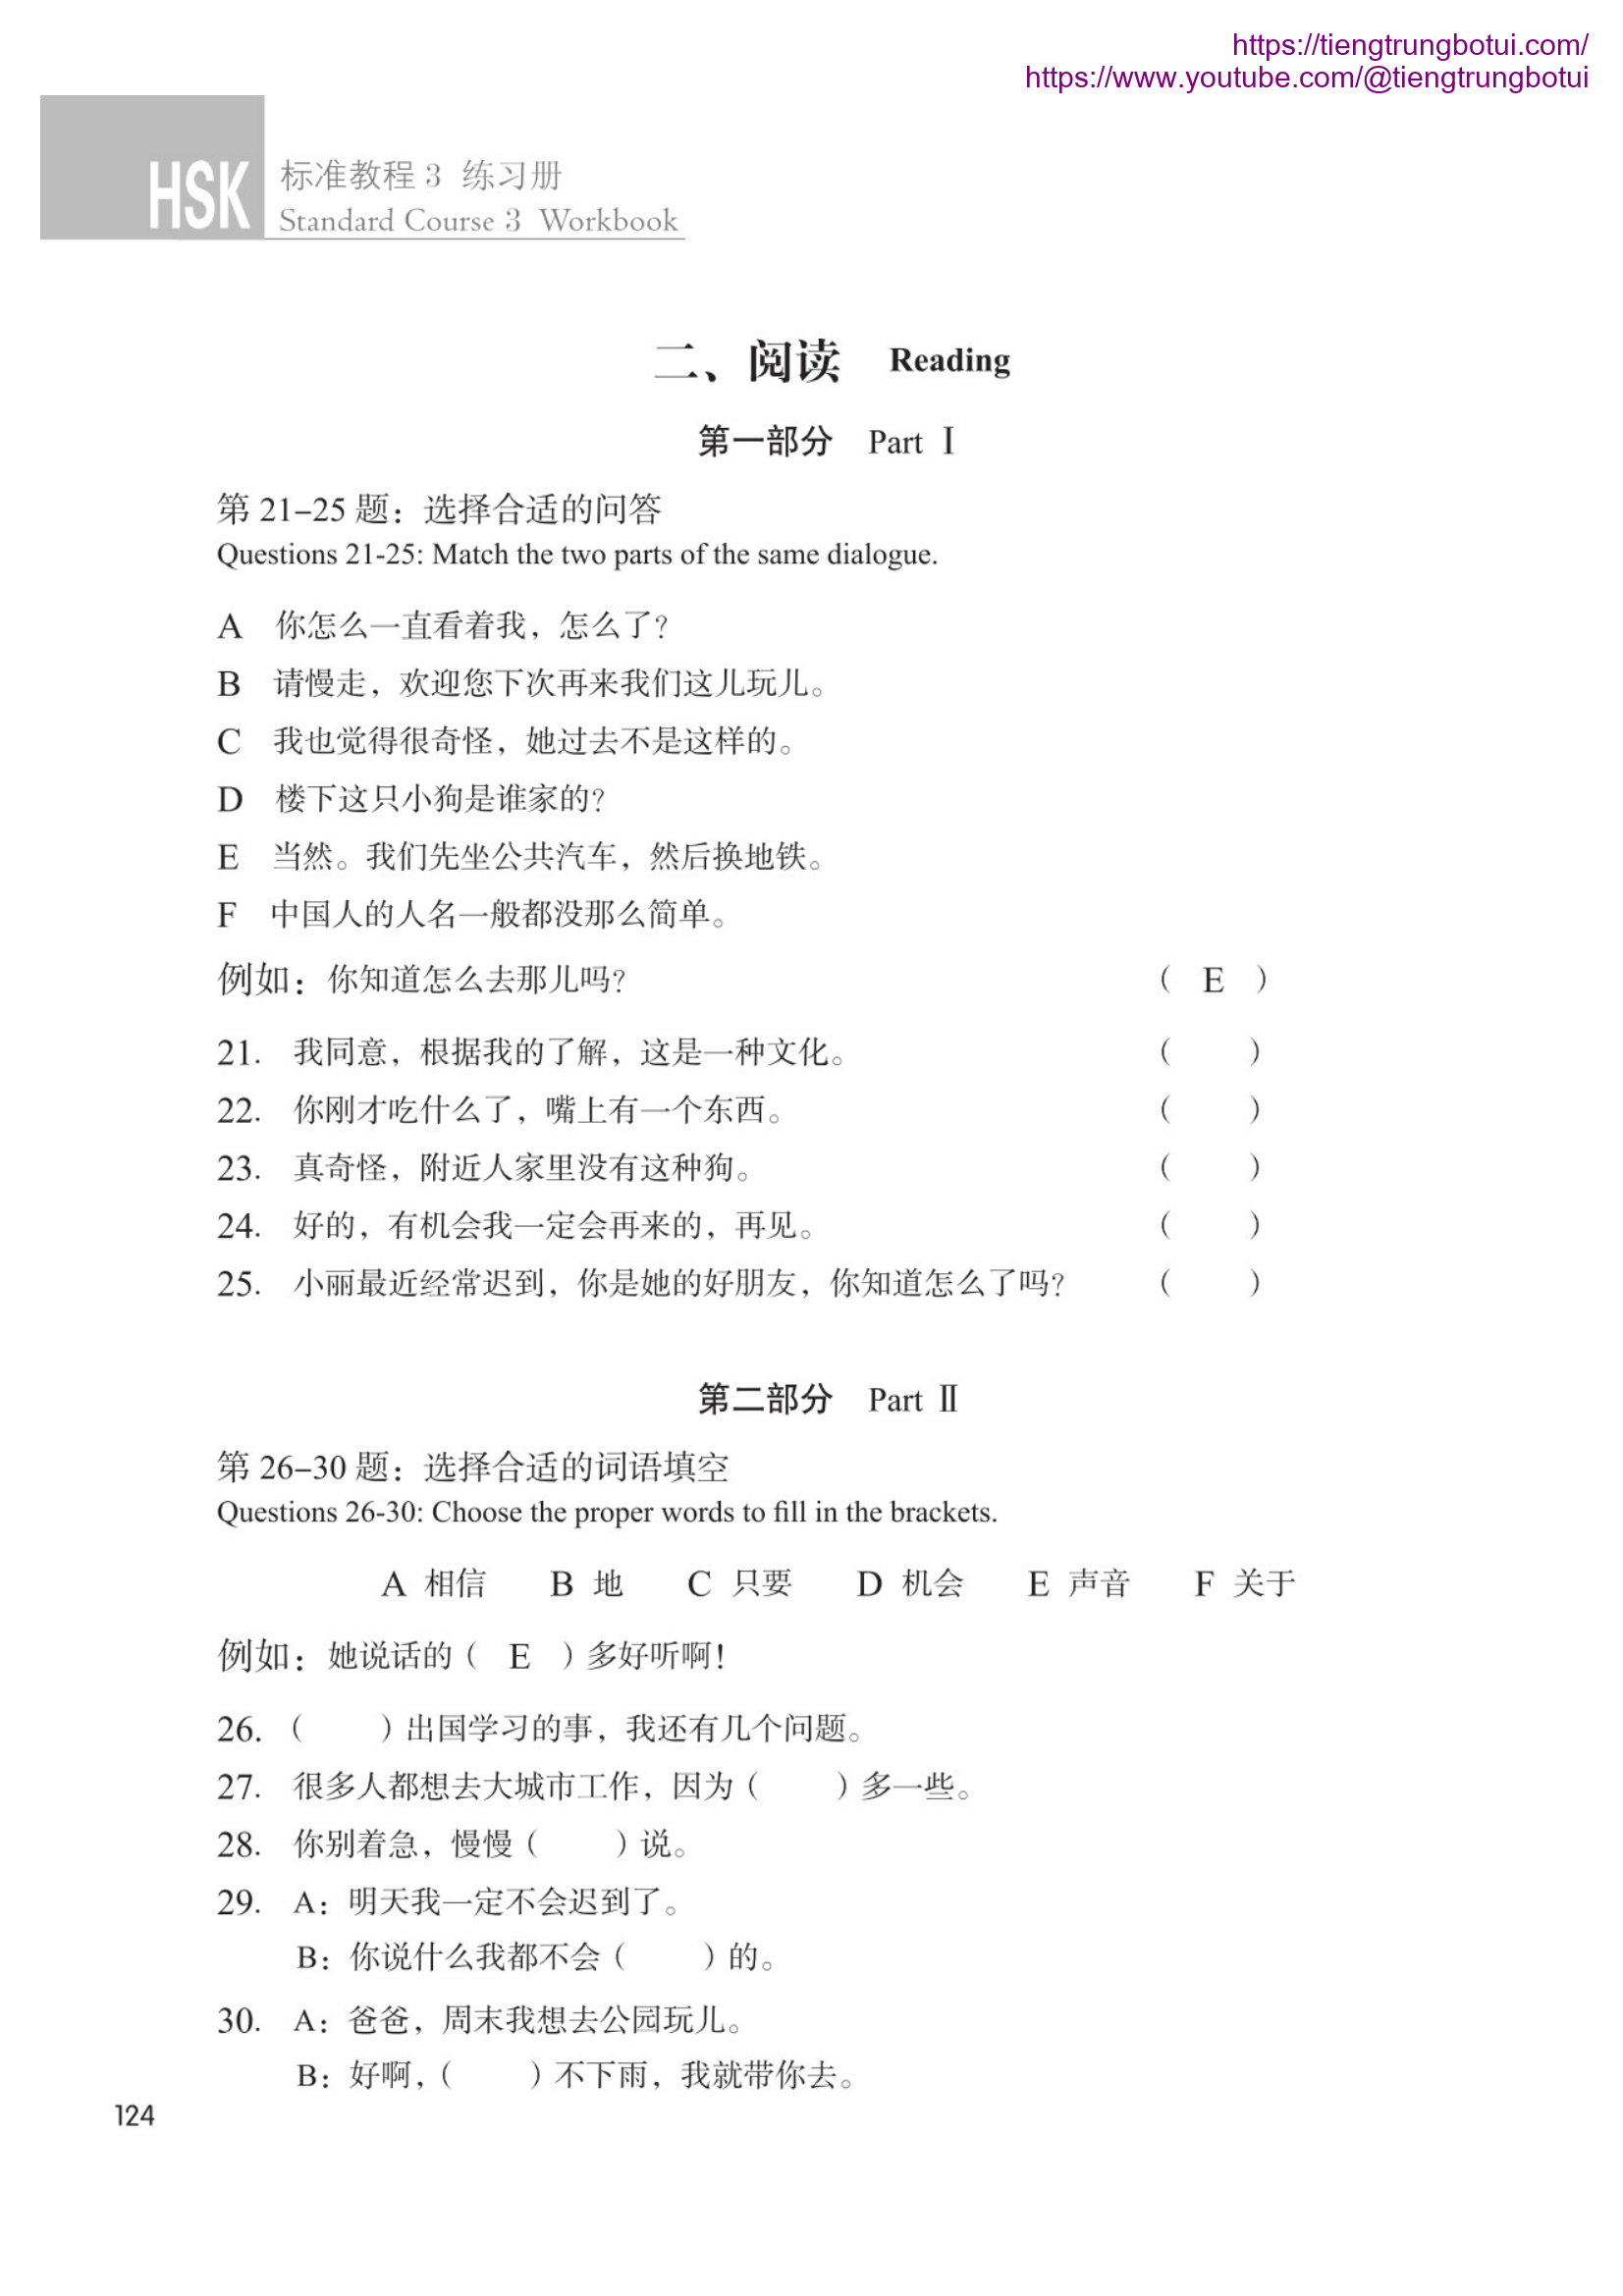 https://tiengtrungbotui.com/
https://www.youtube.com/@tiengtrungbotui
HSK 标准教程 3 练习册
Standard Course 3 Workbook
二、阅读 Reading
第一部分 Part Ⅰ
第 21–25 题：选择合适的问答
Questions 21-25: Match the two parts of the same dialogue.
A 你怎么一直看着我，怎么了？
B 请慢走，欢迎您下次再来我们这儿玩儿。
C 我也觉得很奇怪，她过去不是这样的。
D 楼下这只小狗是谁家的？
E 当然。我们先坐公共汽车，然后换地铁。
F 中国人的人名一般都没那么简单。
例如：你知道怎么去那儿吗？ （ E ）
21. 我同意，根据我的了解，这是一种文化。 （ ）
22. 你刚才吃什么了，嘴上有一个东西。 （ ）
23. 真奇怪，附近人家里没有这种狗。 （ ）
24. 好的，有机会我一定会再来的，再见。 （ ）
25. 小丽最近经常迟到，你是她的好朋友，你知道怎么了吗？ （ ）
第二部分 Part Ⅱ
第 26–30 题：选择合适的词语填空
Questions 26-30: Choose the proper words to fill in the brackets.
A 相信 B 地 C 只要 D 机会 E 声音 F 关于
例如：她说话的（ E ）多好听啊！
26. （ ）出国学习的事，我还有几个问题。
27. 很多人都想去大城市工作，因为（ ）多一些。
28. 你别着急，慢慢（ ）说。
29. A：明天我一定不会迟到了。
B：你说什么我都不会（ ）的。
30. A：爸爸，周末我想去公园玩儿。
B：好啊，（ ）不下雨，我就带你去。
124